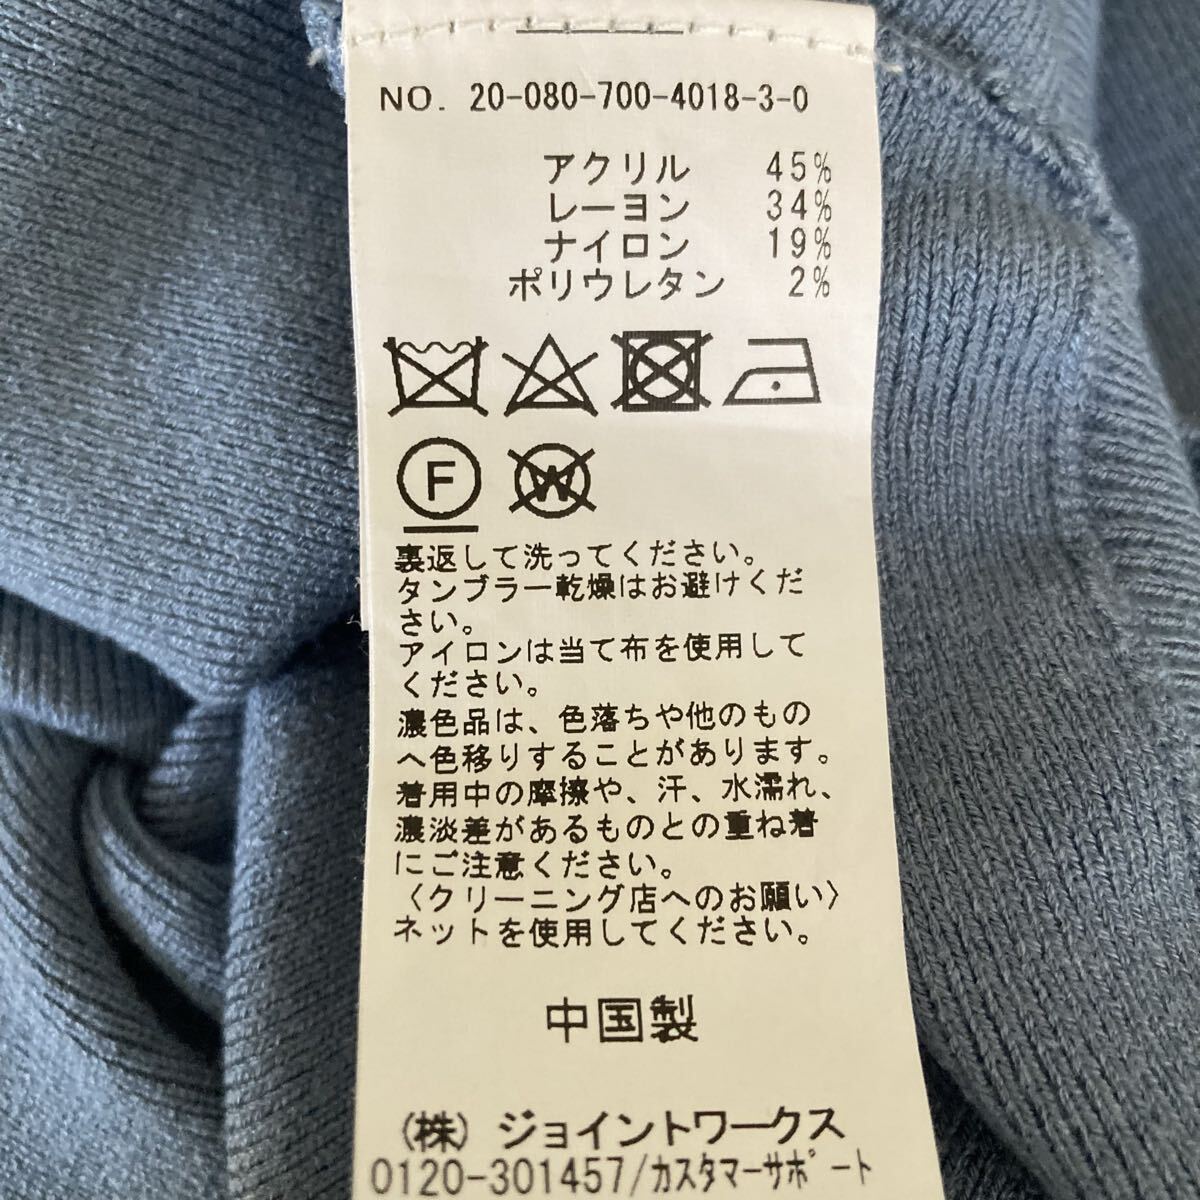 NO. 20-080-700-4018-3-0
アクリル 45%
レーヨン 34%
ナイロン 19%
ポリウレタン 2%
F W
裏返して洗ってください。
タンブラー乾燥はお避けくだ
さい。
アイロンは当て布を使用して
ください。
濃色品は、色落ちや他のもの
へ色移りすることがあります。
着用中の摩擦や、汗、水濡れ、
濃淡差があるものとの重ね着
にご注意ください。
〈クリーニング店へのお願い〉
ネットを使用してください。
中国製
(株) ジョイントワークス
0120-301457/カスタマーサポート